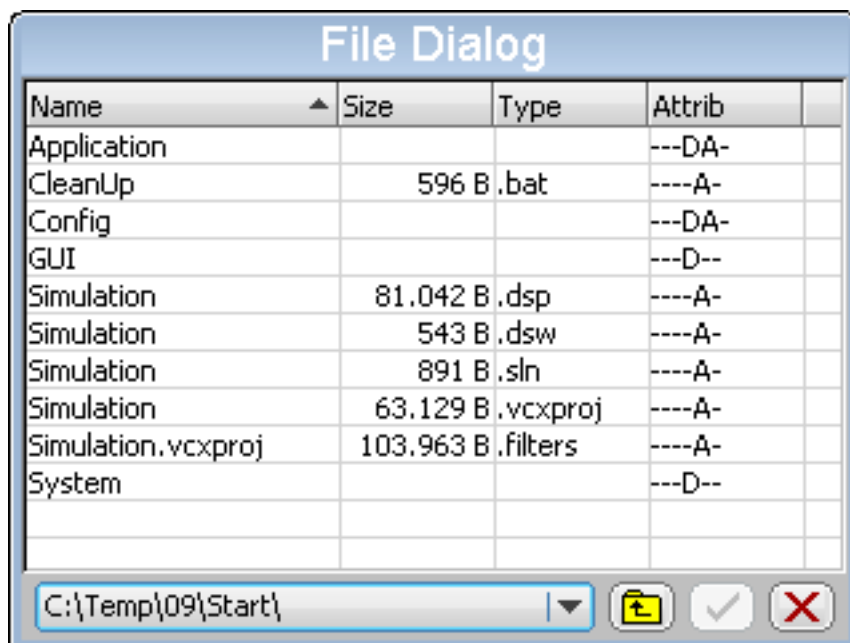 File Dialog
Name Size Type Attrib
Application ---DA-
CleanUp 596 B .bat ----A-
Config ---DA-
GUI ---D--
Simulation 81.042 B .dsp ----A-
Simulation 543 B .dsw ----A-
Simulation 891 B .sln ----A-
Simulation 63.129 B .vcxproj ----A-
Simulation.vcxproj 103.963 B .filters ----A-
System ---D--
C:\Temp\09\Start\